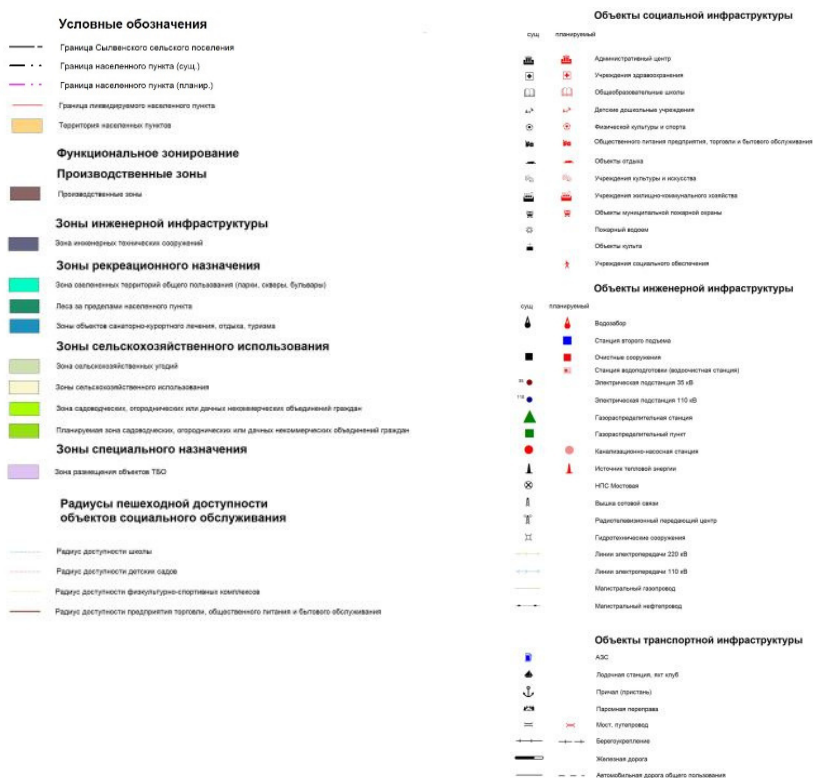 Условные обозначения
Граница Сылвенского сельского поселения
Граница населенного пункта (сущ.)
Граница населенного пункта (планир.)
Граница ликвидируемого населенного пункта
Территория населенных пунктов
Функциональное зонирование
Производственные зоны
Производственные зоны
Зоны инженерной инфраструктуры
Зона инженерных технических сооружений
Зоны рекреационного назначения
Зона озелененных территорий общего пользования (парки, скверы, бульвары)
Леса за пределами населенного пункта
Зоны объектов санаторно-курортного лечения, отдыха, туризма
Зоны сельскохозяйственного использования
Зона сельскохозяйственных угодий
Зоны сельскохозяйственного использования
Зона садоводческих, огороднических или дачных некоммерческих объединений граждан
Планируемая зона садоводческих, огороднических или дачных некоммерческих объединений граждан
Зоны специального назначения
Зона размещения объектов ТБО
Радиусы пешеходной доступности
объектов социального обслуживания
Радиус доступности школы
Радиус доступности детских садов
Радиус доступности физкультурно-спортивных комплексов
Радиус доступности предприятия торговли, общественного питания и бытового обслуживания
Объекты социальной инфраструктуры
сущ. планируемый
Административный центр
Учреждения здравоохранения
Общеобразовательные школы
Детские дошкольные учреждения
Физической культуры и спорта
Общественного питания предприятия, торговли и бытового обслуживания
Объекты отдыха
Учреждения культуры и искусства
Учреждения жилищно-коммунального хозяйства
Объекты муниципальной пожарной охраны
Пожарный водоем
Объекты культа
Учреждения социального обеспечения
Объекты инженерной инфраструктуры
сущ планируемый
Водозабор
Станция второго подъема
Очистные сооружения
Станция водоподготовки (водоочистная станция)
35 Электрическая подстанция 35 кВ
110 Электрическая подстанция 110 кВ
Газораспределительная станция
Газораспределительный пункт
Канализационно-насосная станция
Источник тепловой энергии
НПС Мостовая
Вышка сотовой связи
Радиотелевизионный передающий центр
Гидротехнические сооружения
Линии электропередачи 220 кВ
Линии электропередачи 110 кВ
Магистральный газопровод
Магистральный нефтепровод
Объекты транспортной инфраструктуры
АЗС
Лодочная станция, яхт клуб
Причал (пристань)
Паромная переправа
Мост, путепровод
Берегоукрепление
Железная дорога
Автомобильная дорога общего пользования